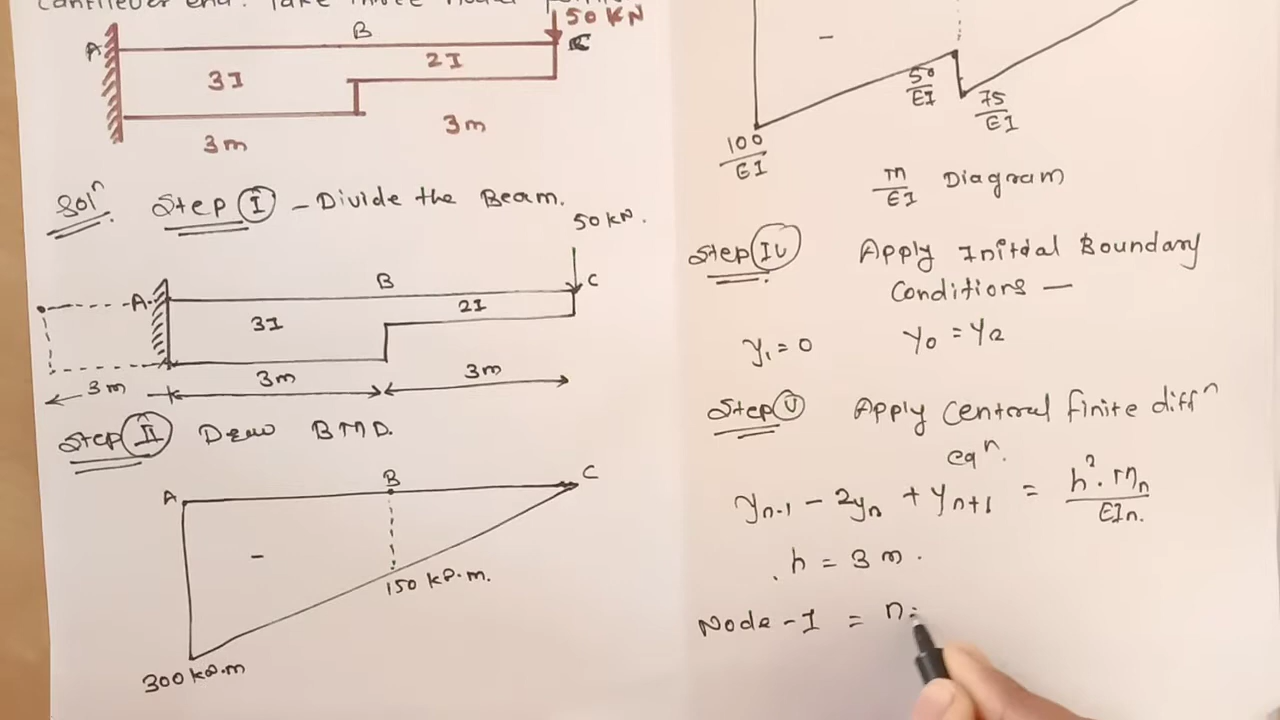 50 KN
A
B
C
3I
2I
3m
3m
Solⁿ. Step (I) - Divide the Beam.
50 kN.
A
B
C
3I
2I
3m
3m
3m
Step (II) Draw BMD.
A
B
C
-
150 kN.m.
300 kN.m
-
50/EI
75/EI
100/EI
m/EI Diagram
Step (IV) Apply Initial Boundary
Conditions —
y₁ = 0 y₀ = y₂
Step (V) Apply Central finite diffⁿ
eqⁿ.
yₙ₋₁ - 2yₙ + yₙ₊₁ = h².mₙ/EIₙ.
h = 3 m.
Node - 1 = n=